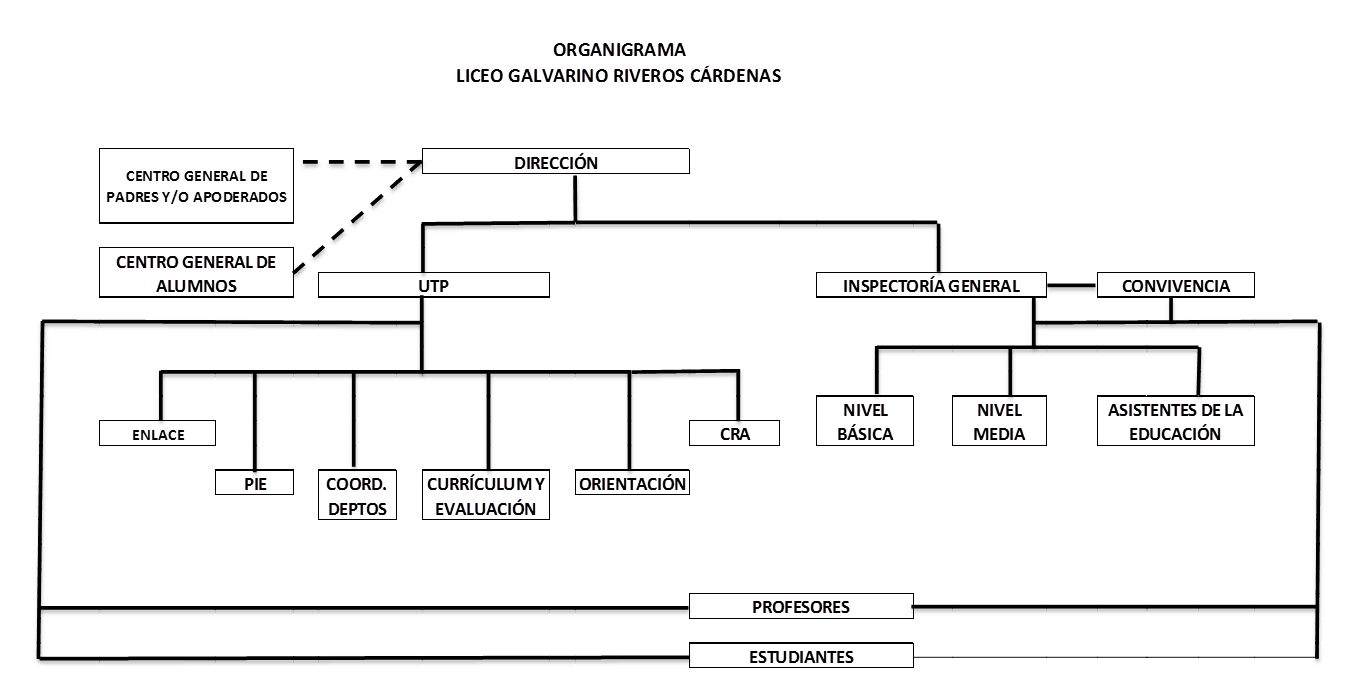 ORGANIGRAMA
LICEO GALVARINO RIVEROS CÁRDENAS
CENTRO GENERAL DE
PADRES Y/O APODERADOS
DIRECCIÓN
CENTRO GENERAL DE
ALUMNOS
UTP
INSPECTORÍA GENERAL
CONVIVENCIA
ENLACE
PIE
COORD.
DEPTOS
CURRÍCULUM Y
EVALUACIÓN
ORIENTACIÓN
CRA
NIVEL
BÁSICA
NIVEL
MEDIA
ASISTENTES DE LA
EDUCACIÓN
PROFESORES
ESTUDIANTES